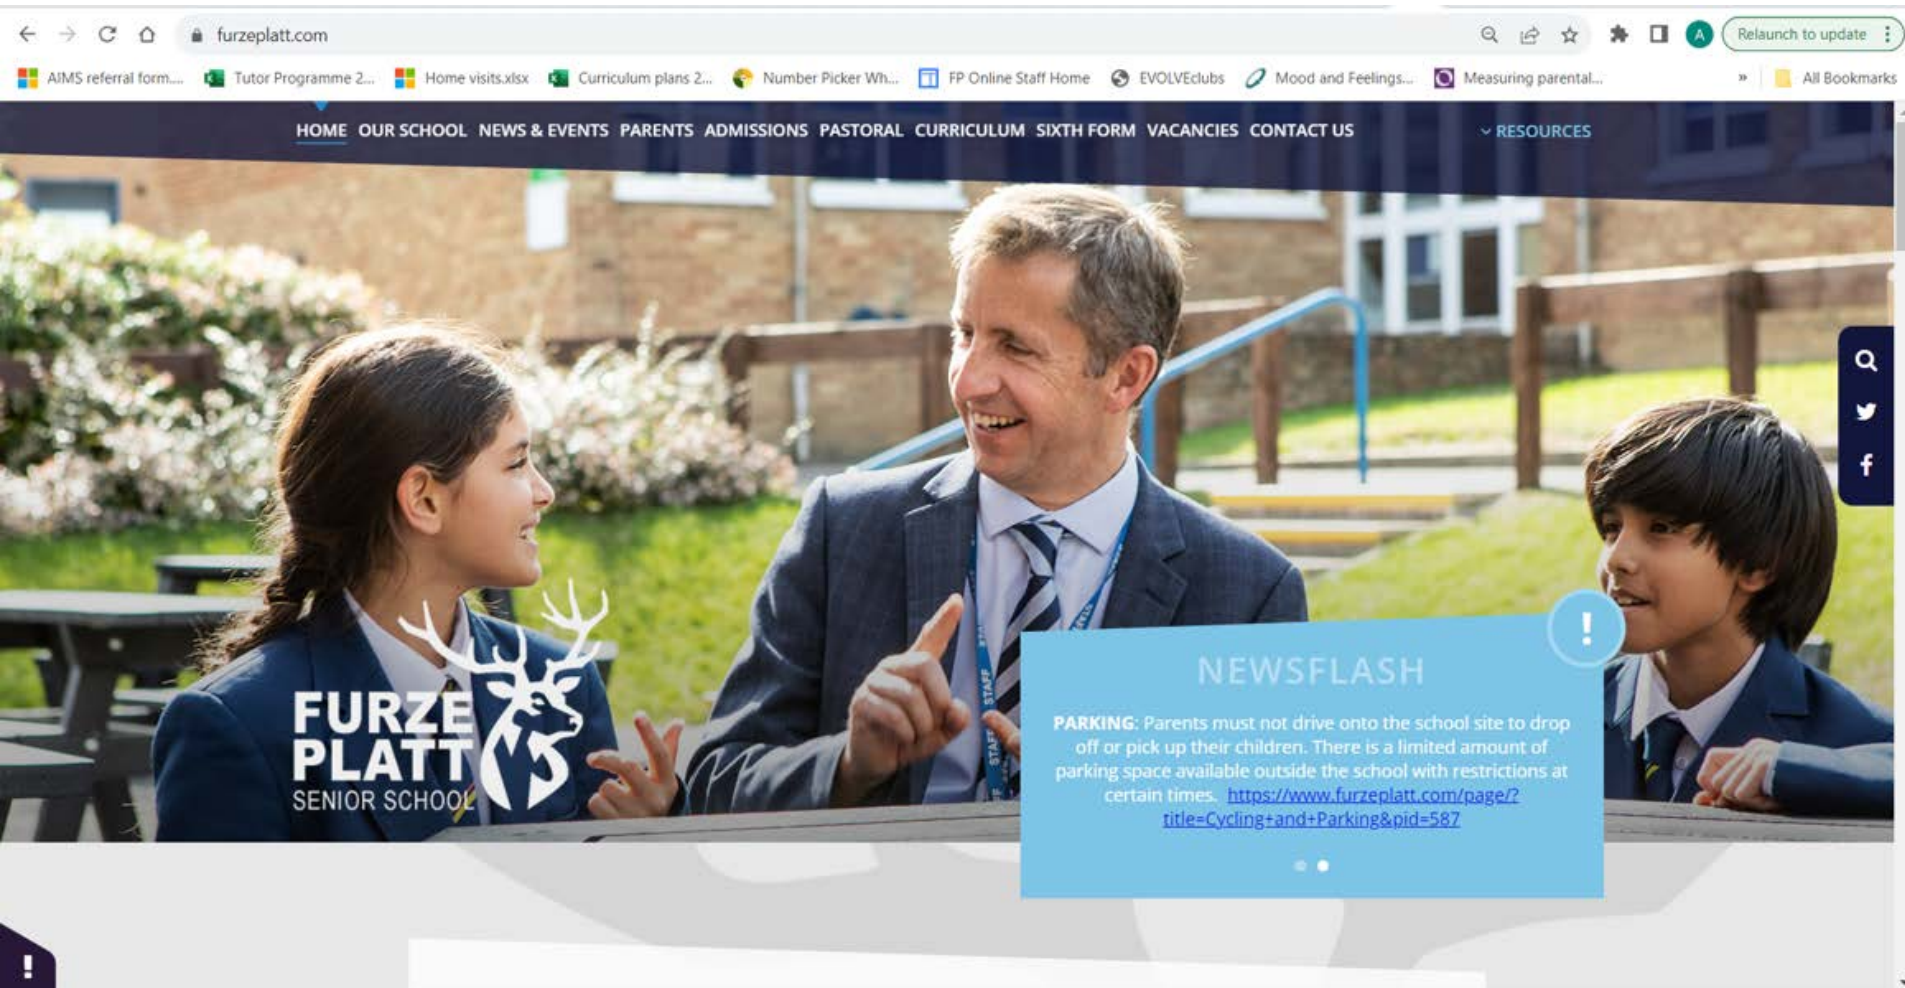 furzeplatt.com
Relaunch to update
AIMS referral form....
Tutor Programme 2...
Home visits.xlsx
Curriculum plans 2...
Number Picker Wh...
FP Online Staff Home
EVOLVEclubs
Mood and Feelings...
Measuring parental...
»
All Bookmarks
HOME OUR SCHOOL NEWS & EVENTS PARENTS ADMISSIONS PASTORAL CURRICULUM SIXTH FORM VACANCIES CONTACT US
RESOURCES
STAFF
STAFF
FURZE
PLATT
SENIOR SCHOOL
!
NEWSFLASH
PARKING: Parents must not drive onto the school site to drop
off or pick up their children. There is a limited amount of
parking space available outside the school with restrictions at
certain times. https://www.furzeplatt.com/page/?
title=Cycling+and+Parking&pid=587
!